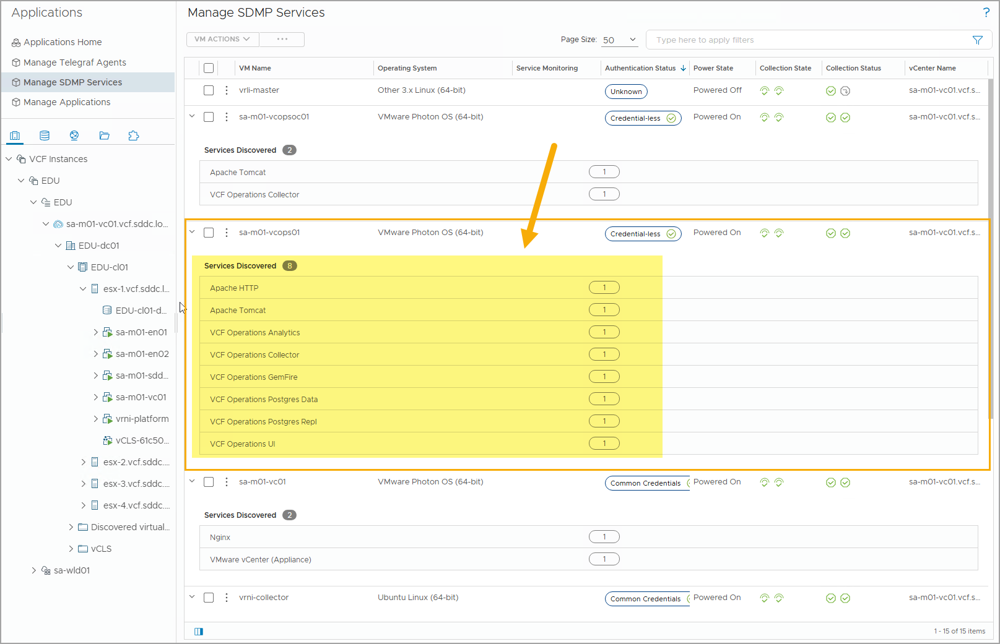 Applications
Applications Home
Manage Telegraf Agents
Manage SDMP Services
Manage Applications
VCF Instances
EDU
EDU
sa-m01-vc01.vcf.sddc.lo...
EDU-dc01
EDU-cl01
esx-1.vcf.sddc.l...
EDU-cl01-d...
sa-m01-en01
sa-m01-en02
sa-m01-sdd...
sa-m01-vc01
vrni-platform
vCLS-61c50...
esx-2.vcf.sddc....
esx-3.vcf.sddc....
esx-4.vcf.sddc....
Discovered virtual...
vCLS
sa-wld01
Manage SDMP Services
?
VM ACTIONS ...
Page Size: 50 Type here to apply filters
VM Name Operating System Service Monitoring Authentication Status Power State Collection State Collection Status vCenter Name
vrli-master Other 3.x Linux (64-bit) Unknown Powered Off sa-m01-vc01.vcf.s...
sa-m01-vcopsoc01 VMware Photon OS (64-bit) Credential-less Powered On sa-m01-vc01.vcf.s...
Services Discovered 2
Apache Tomcat 1
VCF Operations Collector 1
sa-m01-vcops01 VMware Photon OS (64-bit) Credential-less Powered On sa-m01-vc01.vcf.s...
Services Discovered 8
Apache HTTP 1
Apache Tomcat 1
VCF Operations Analytics 1
VCF Operations Collector 1
VCF Operations GemFire 1
VCF Operations Postgres Data 1
VCF Operations Postgres Repl 1
VCF Operations UI 1
sa-m01-vc01 VMware Photon OS (64-bit) Common Credentials Powered On sa-m01-vc01.vcf.s...
Services Discovered 2
Nginx 1
VMware vCenter (Appliance) 1
vrni-collector Ubuntu Linux (64-bit) Common Credentials Powered On sa-m01-vc01.vcf.s...
1 - 15 of 15 items